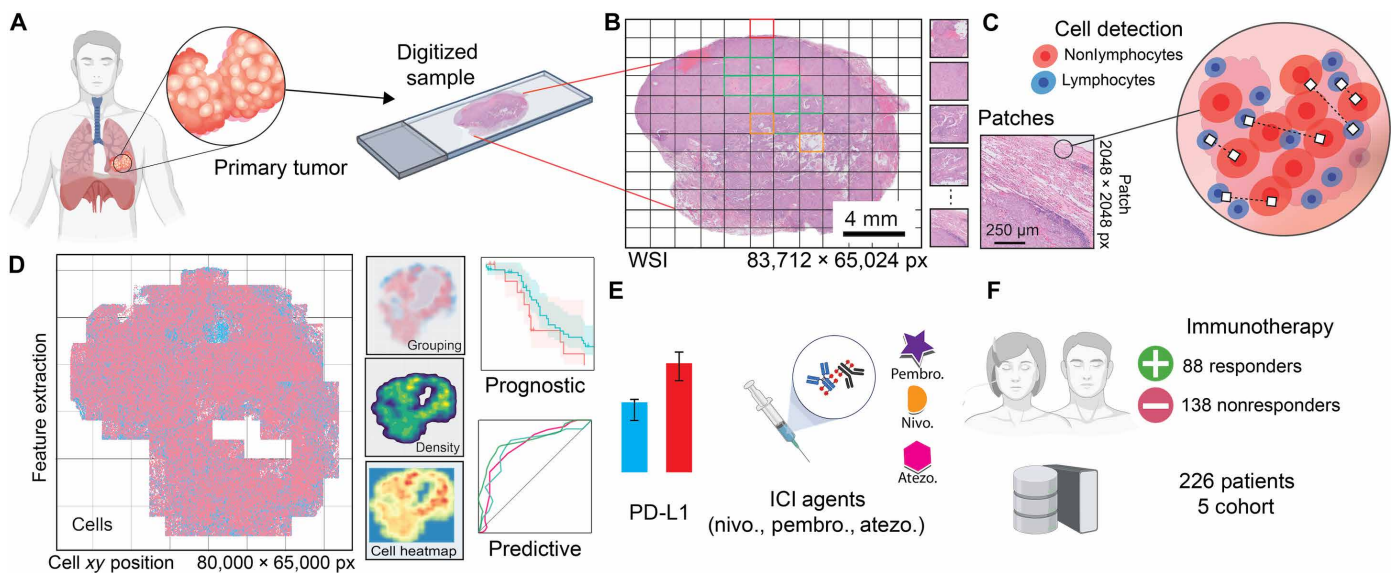 A
Digitized
sample
Primary tumor
B
4 mm
WSI
83,712 × 65,024 px
C
Cell detection
Nonlymphocytes
Lymphocytes
Patches
Patch
2048 × 2048 px
250 µm
D
Feature extraction
Cells
Cell xy position
80,000 × 65,000 px
Grouping
Density
Cell heatmap
Prognostic
Predictive
E
PD-L1
ICI agents
(nivo., pembro., atezo.)
Pembro.
Nivo.
Atezo.
F
Immunotherapy
88 responders
138 nonresponders
226 patients
5 cohort